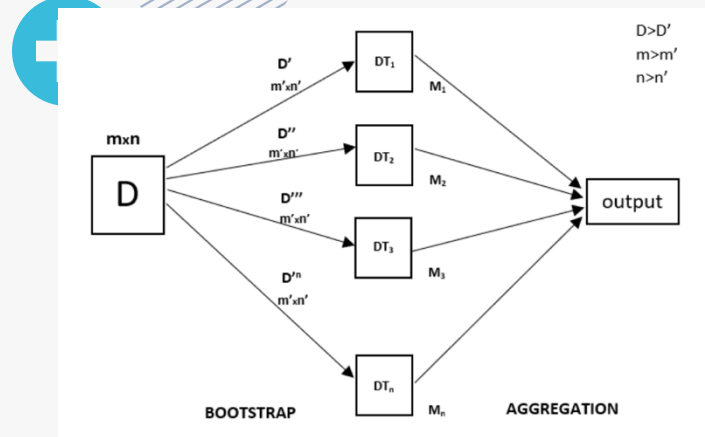 D>D'
m>m'
n>n'
mxn
D
D'
m'xn'
D''
m'xn'
D'''
m'xn'
D'ⁿ
m'xn'
DT₁
M₁
DT₂
M₂
DT₃
M₃
DTₙ
Mₙ
output
BOOTSTRAP
AGGREGATION